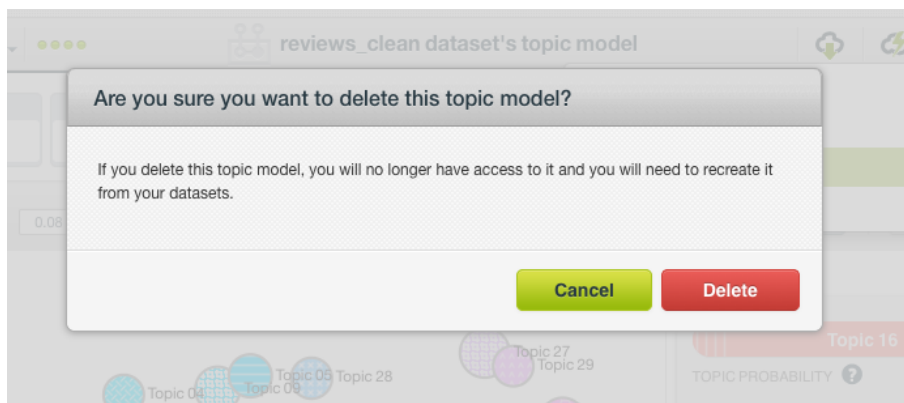 reviews_clean dataset's topic model
Are you sure you want to delete this topic model?
If you delete this topic model, you will no longer have access to it and you will need to recreate it
from your datasets.
0.08
Cancel
Delete
Topic 16
Topic 27
Topic 29
Topic 05
Topic 28
Topic 09
Topic 04
TOPIC PROBABILITY
?